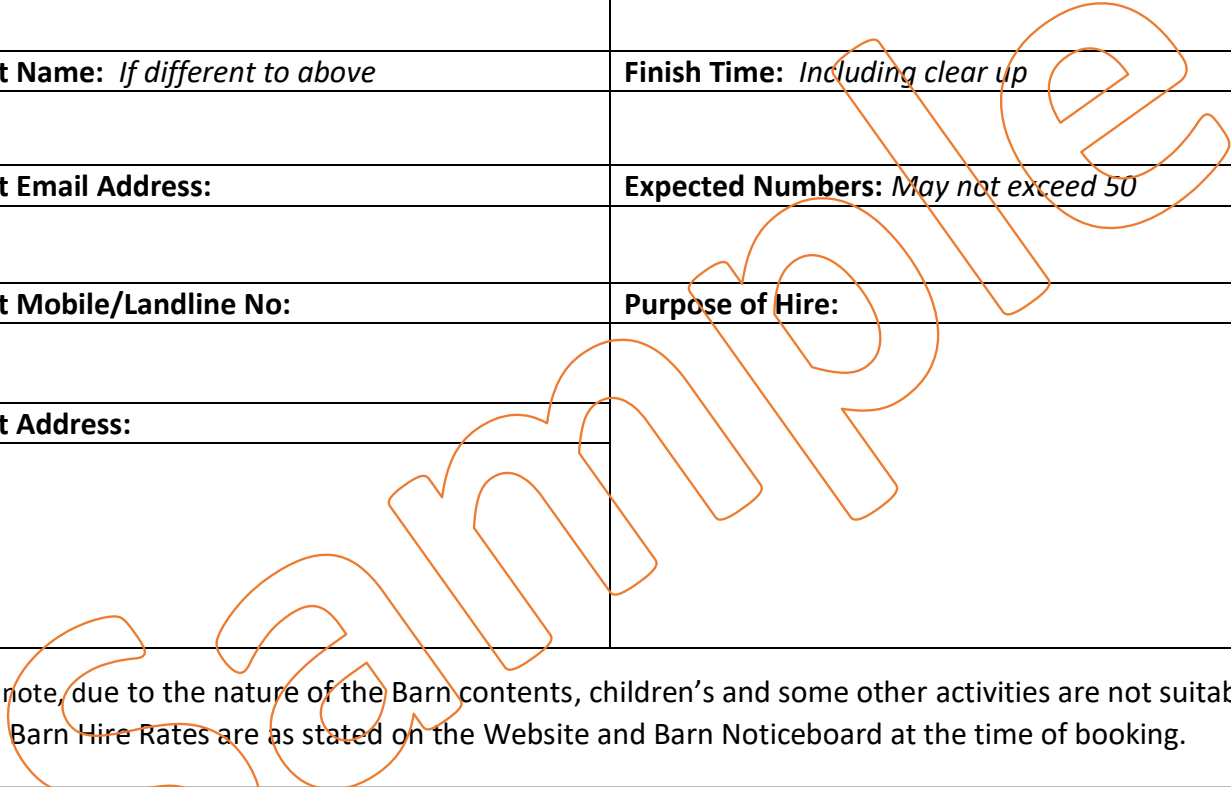 t Name: If different to above
Finish Time: Including clear up
t Email Address:
Expected Numbers: May not exceed 50
t Mobile/Landline No:
Purpose of Hire:
t Address:
note, due to the nature of the Barn contents, children’s and some other activities are not suitab
Barn Hire Rates are as stated on the Website and Barn Noticeboard at the time of booking.
Sample